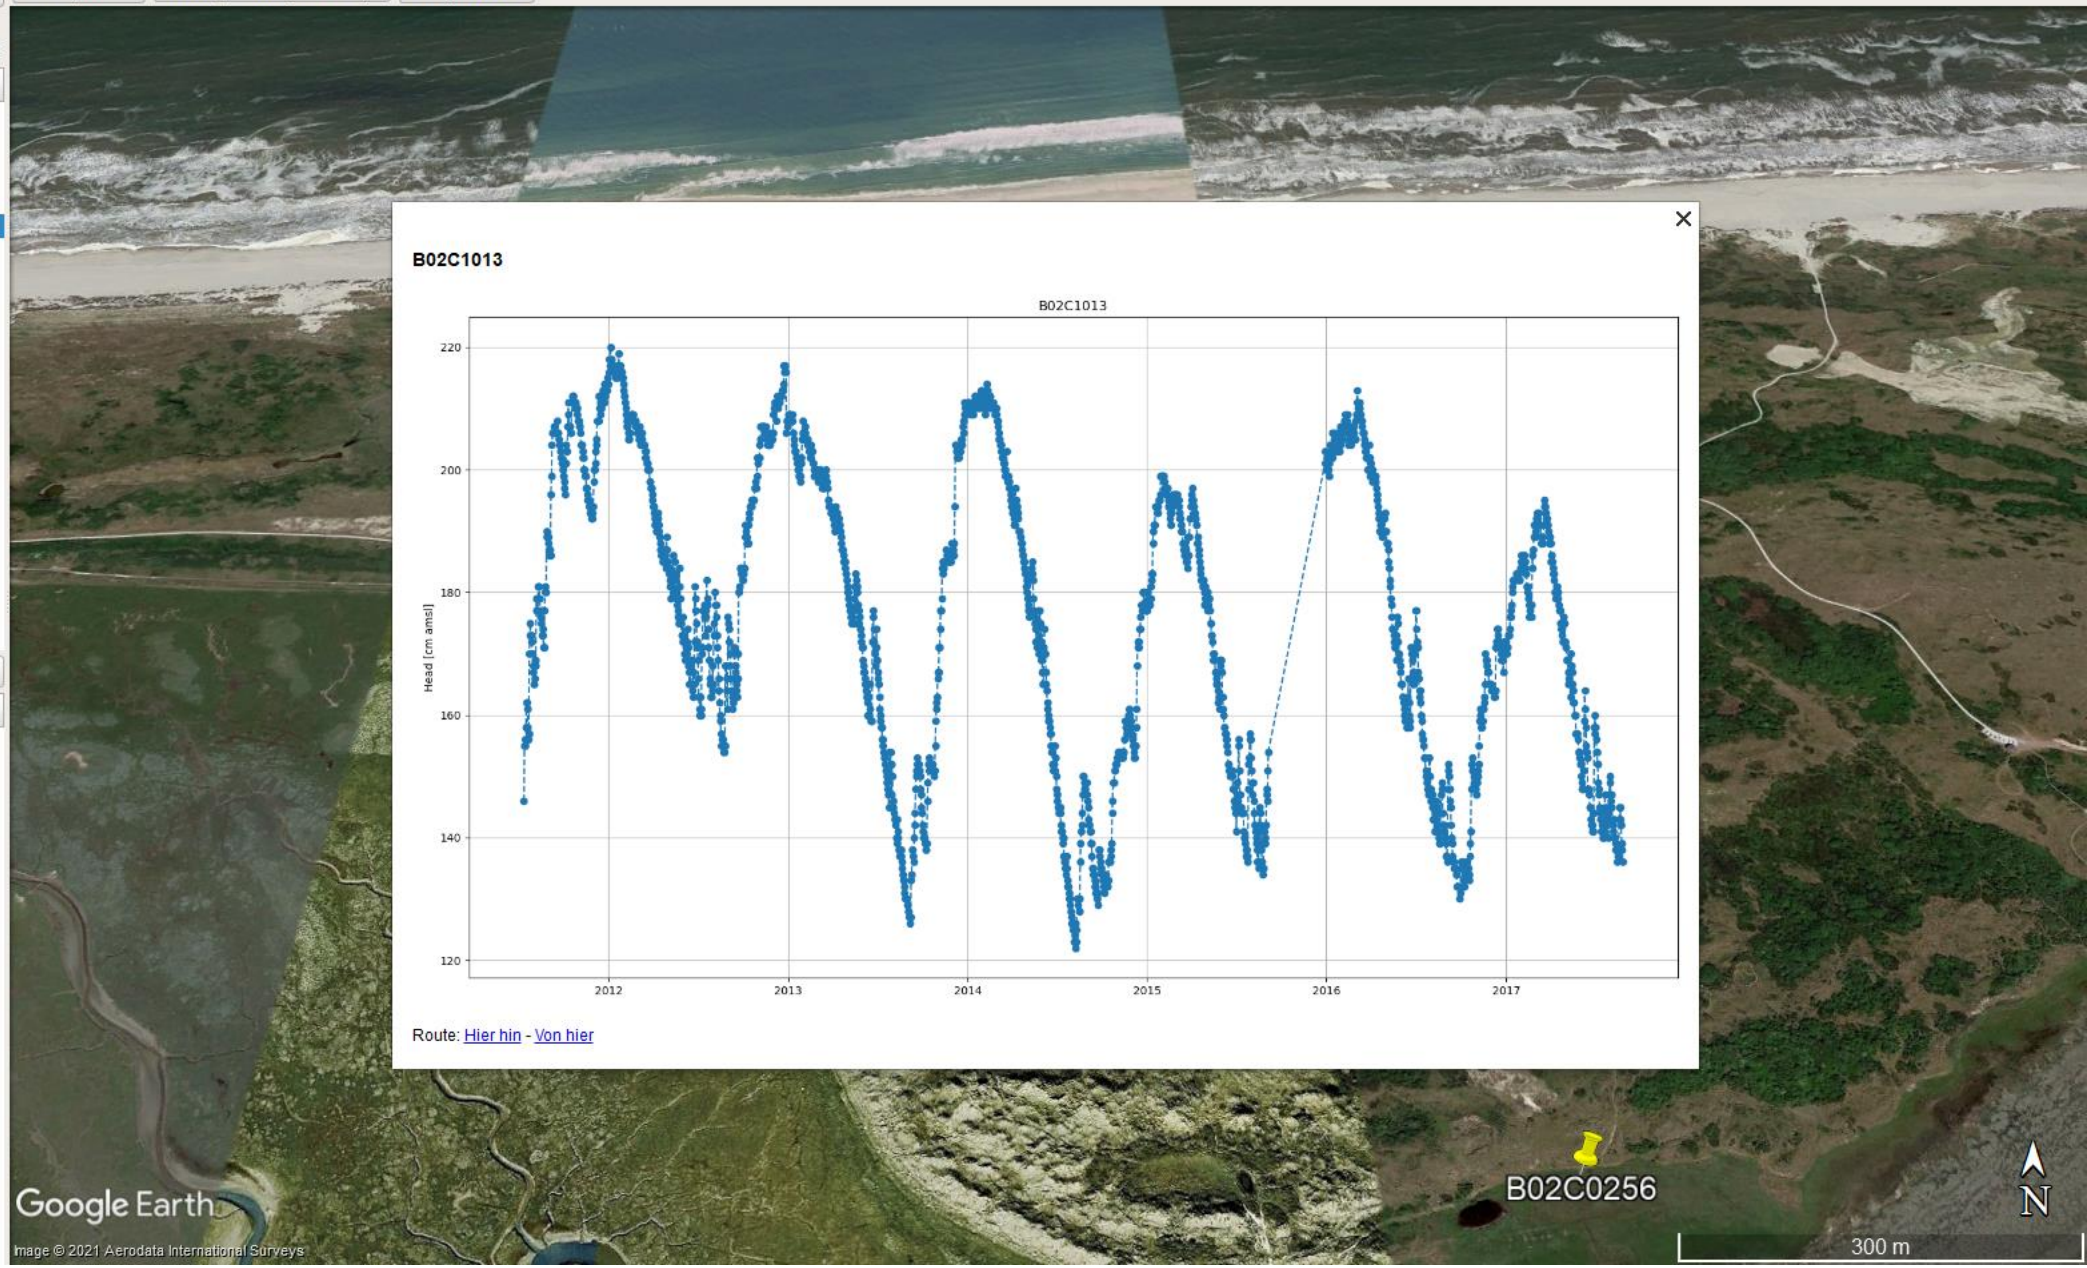 B02C1013
B02C1013
220
200
180
160
140
120
Head [cm amsl]
2012 2013 2014 2015 2016 2017
Route: Hier hin - Von hier
B02C0256
N
Google Earth
Image © 2021 Aerodata International Surveys
300 m